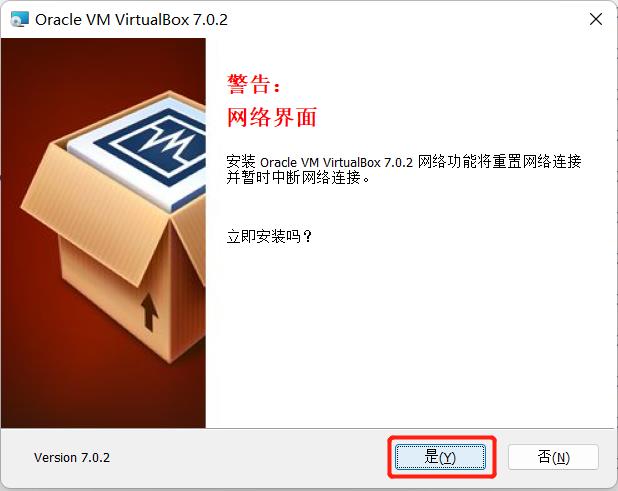 Oracle VM VirtualBox 7.0.2
警告：
网络界面
安装 Oracle VM VirtualBox 7.0.2 网络功能将重置网络连接
并暂时中断网络连接。
立即安装吗？
Version 7.0.2
是(Y)
否(N)